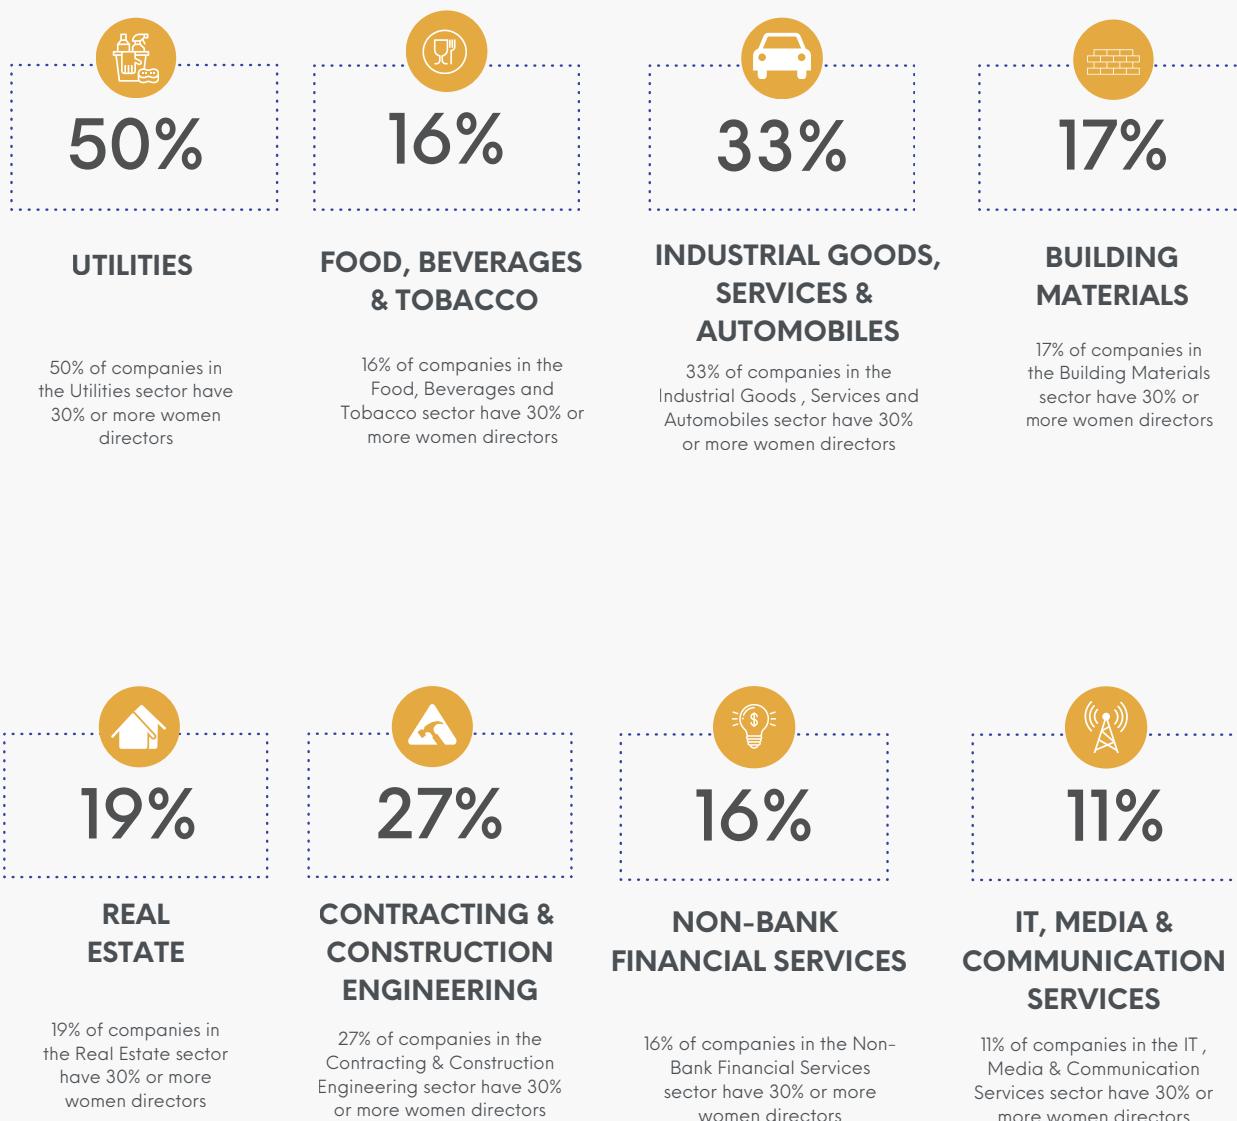 50%
UTILITIES
50% of companies in
the Utilities sector have
30% or more women
directors
16%
FOOD, BEVERAGES
& TOBACCO
16% of companies in the
Food, Beverages and
Tobacco sector have 30% or
more women directors
33%
INDUSTRIAL GOODS,
SERVICES &
AUTOMOBILES
33% of companies in the
Industrial Goods , Services and
Automobiles sector have 30%
or more women directors
17%
BUILDING
MATERIALS
17% of companies in
the Building Materials
sector have 30% or
more women directors
19%
REAL
ESTATE
19% of companies in
the Real Estate sector
have 30% or more
women directors
27%
CONTRACTING &
CONSTRUCTION
ENGINEERING
27% of companies in the
Contracting & Construction
Engineering sector have 30%
or more women directors
16%
NON-BANK
FINANCIAL SERVICES
16% of companies in the Non-
Bank Financial Services
sector have 30% or more
women directors
11%
IT, MEDIA &
COMMUNICATION
SERVICES
11% of companies in the IT ,
Media & Communication
Services sector have 30% or
more women directors
$